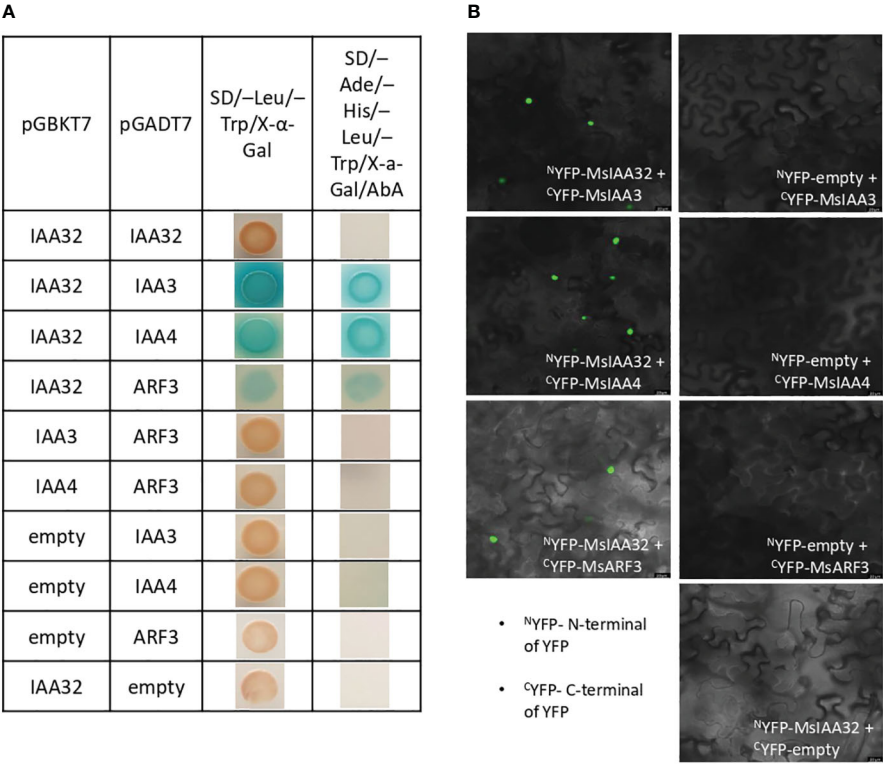 A
pGBKT7
pGADT7
SD/–Leu/–
Trp/X-α-
Gal
SD/–
Ade/–
His/–
Leu/–
Trp/X-a-
Gal/AbA
IAA32 IAA32
IAA32 IAA3
IAA32 IAA4
IAA32 ARF3
IAA3 ARF3
IAA4 ARF3
empty IAA3
empty IAA4
empty ARF3
IAA32 empty
B
NYFP-MsIAA32 +
CYFP-MsIAA3
NYFP-empty +
CYFP-MsIAA3
NYFP-MsIAA32 +
CYFP-MsIAA4
NYFP-empty +
CYFP-MsIAA4
NYFP-MsIAA32 +
CYFP-MsARF3
NYFP-empty +
CYFP-MsARF3
• NYFP- N-terminal
of YFP
• CYFP- C-terminal
of YFP
NYFP-MsIAA32 +
CYFP-empty